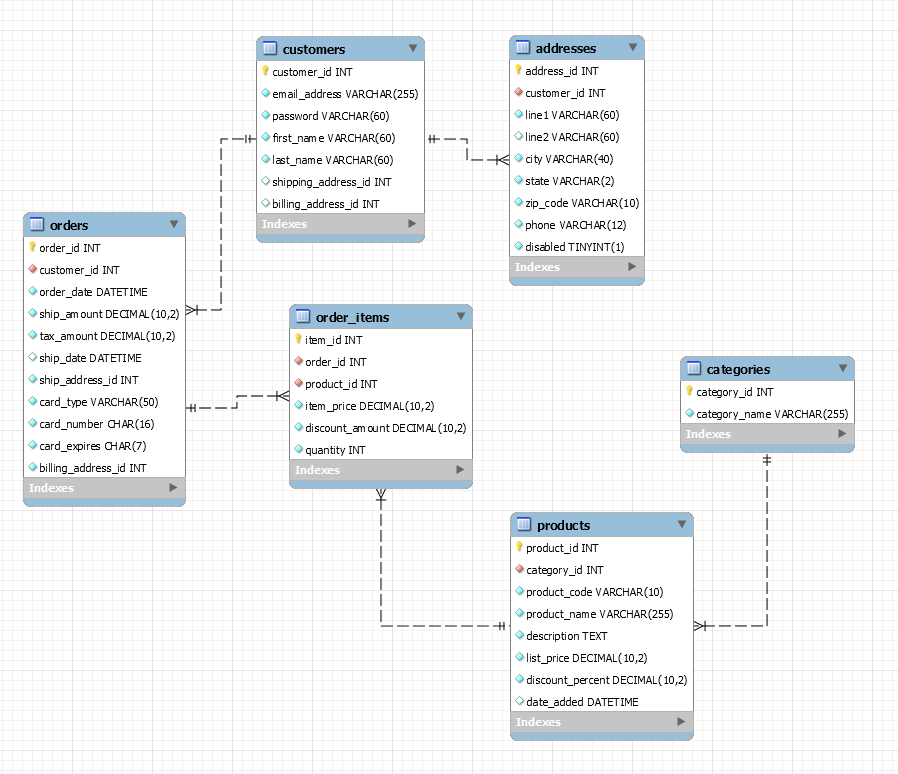 customers
customer_id INT
email_address VARCHAR(255)
password VARCHAR(60)
first_name VARCHAR(60)
last_name VARCHAR(60)
shipping_address_id INT
billing_address_id INT
Indexes
addresses
address_id INT
customer_id INT
line1 VARCHAR(60)
line2 VARCHAR(60)
city VARCHAR(40)
state VARCHAR(2)
zip_code VARCHAR(10)
phone VARCHAR(12)
disabled TINYINT(1)
Indexes
orders
order_id INT
customer_id INT
order_date DATETIME
ship_amount DECIMAL(10,2)
tax_amount DECIMAL(10,2)
ship_date DATETIME
ship_address_id INT
card_type VARCHAR(50)
card_number CHAR(16)
card_expires CHAR(7)
billing_address_id INT
Indexes
order_items
item_id INT
order_id INT
product_id INT
item_price DECIMAL(10,2)
discount_amount DECIMAL(10,2)
quantity INT
Indexes
categories
category_id INT
category_name VARCHAR(255)
Indexes
products
product_id INT
category_id INT
product_code VARCHAR(10)
product_name VARCHAR(255)
description TEXT
list_price DECIMAL(10,2)
discount_percent DECIMAL(10,2)
date_added DATETIME
Indexes